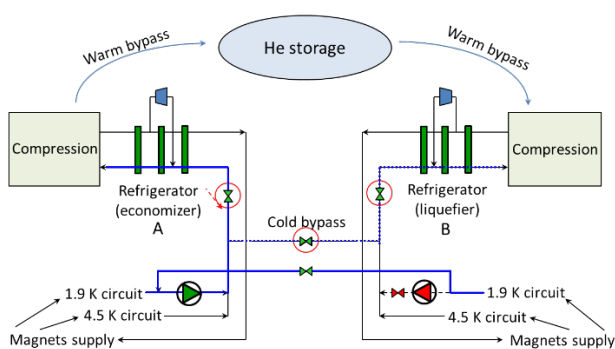 Warm bypass
He storage
Warm bypass
Compression
Refrigerator
(economizer)
A
Cold bypass
Refrigerator
(liquefier)
B
Compression
1.9 K circuit
4.5 K circuit
Magnets supply
1.9 K circuit
4.5 K circuit
Magnets supply